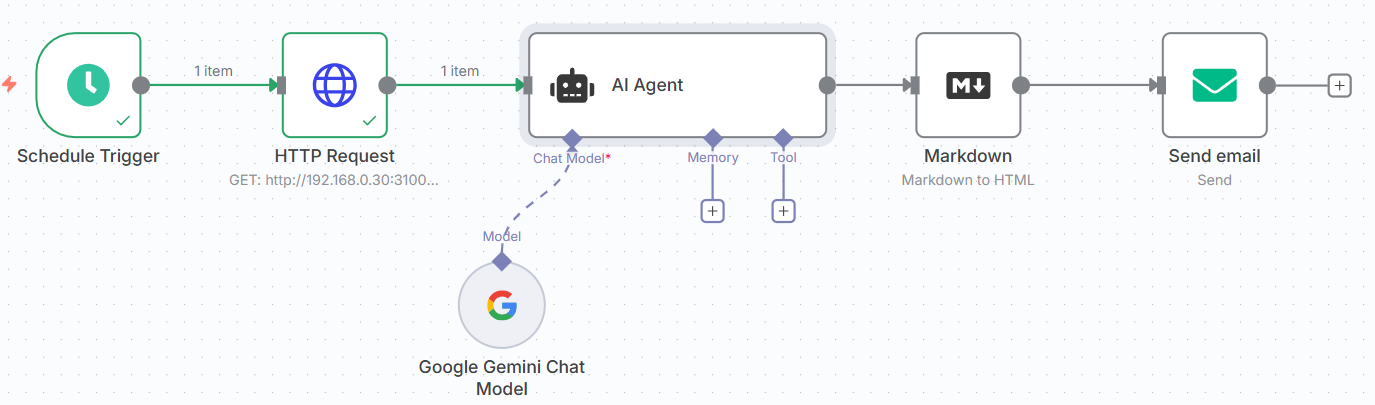 1 item
1 item
AI Agent
M
Schedule Trigger
HTTP Request
GET: http://192.168.0.30:3100...
Chat Model*
Memory
Tool
Markdown
Markdown to HTML
Send email
Send
Model
Google Gemini Chat
Model